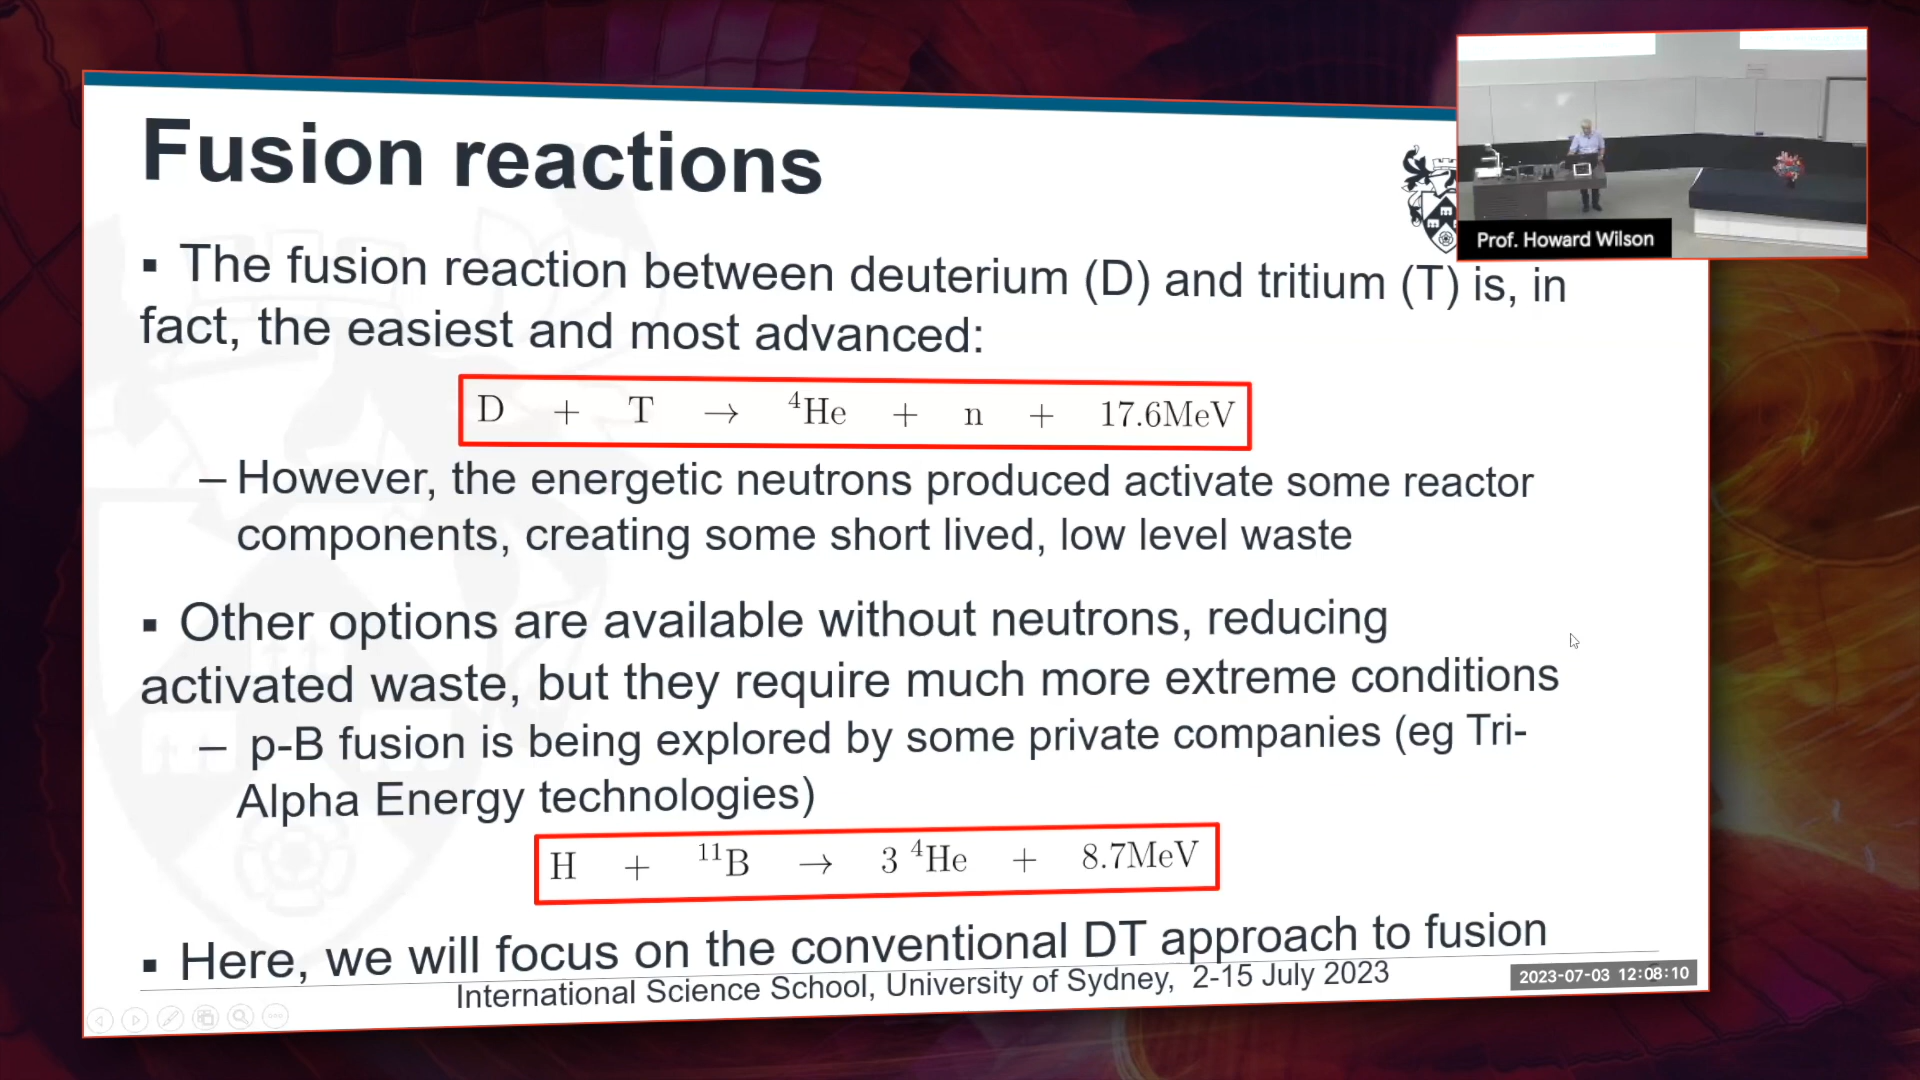 Fusion reactions
Prof. Howard Wilson
▪ The fusion reaction between deuterium (D) and tritium (T) is, in
fact, the easiest and most advanced:
D + T → ⁴He + n + 17.6MeV
– However, the energetic neutrons produced activate some reactor
components, creating some short lived, low level waste
▪ Other options are available without neutrons, reducing
activated waste, but they require much more extreme conditions
– p-B fusion is being explored by some private companies (eg Tri-
Alpha Energy technologies)
H + ¹¹B → 3 ⁴He + 8.7MeV
▪ Here, we will focus on the conventional DT approach to fusion
International Science School, University of Sydney, 2-15 July 2023
2023-07-03 12:08:10